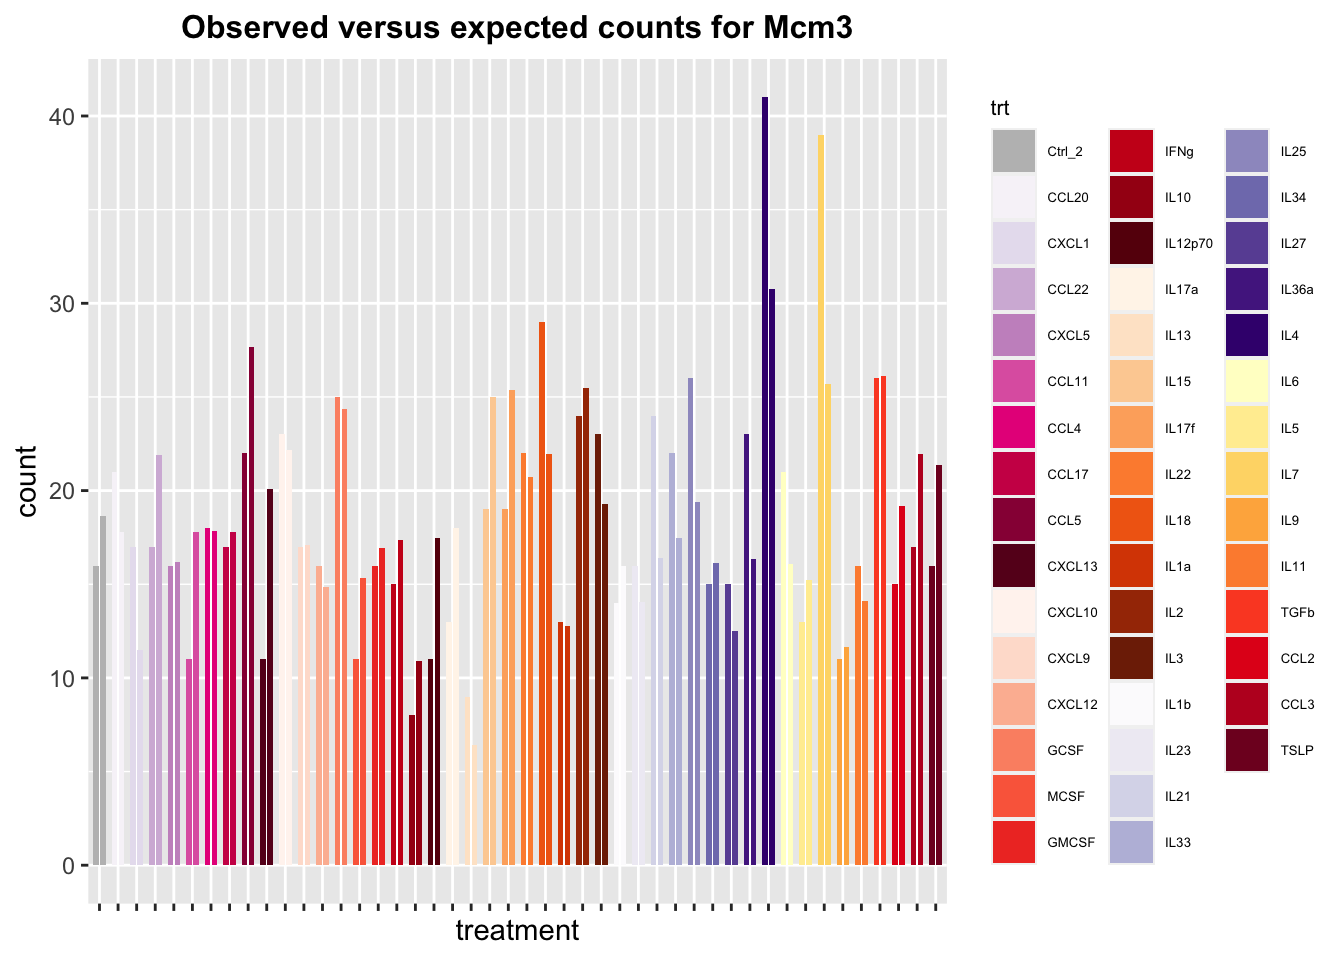 Observed versus expected counts for Mcm3
count
40
30
20
10
0
treatment
trt
Ctrl_2
CCL20
CXCL1
CCL22
CXCL5
CCL11
CCL4
CCL17
CCL5
CXCL13
CXCL10
CXCL9
CXCL12
GCSF
MCSF
GMCSF
IFNg
IL10
IL12p70
IL17a
IL13
IL15
IL17f
IL22
IL18
IL1a
IL2
IL3
IL1b
IL23
IL21
IL33
IL25
IL34
IL27
IL36a
IL4
IL6
IL5
IL7
IL9
IL11
TGFb
CCL2
CCL3
TSLP